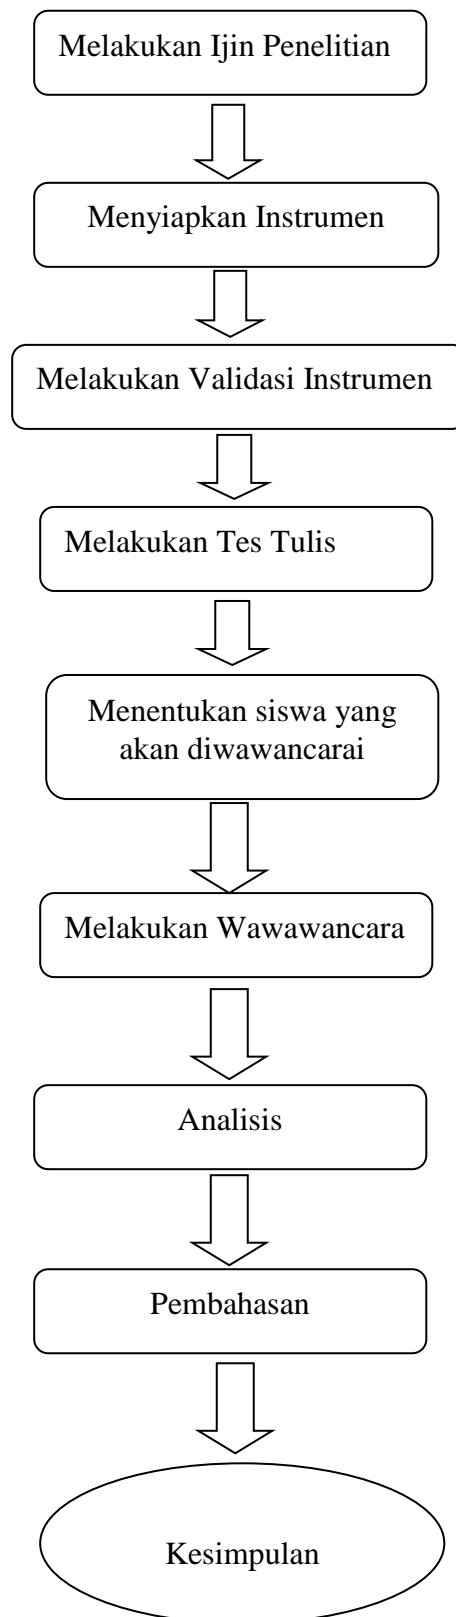 Melakukan Ijin Penelitian
Menyiapkan Instrumen
Melakukan Validasi Instrumen
Melakukan Tes Tulis
Menentukan siswa yang
akan diwawancarai
Melakukan Wawawancara
Analisis
Pembahasan
Kesimpulan